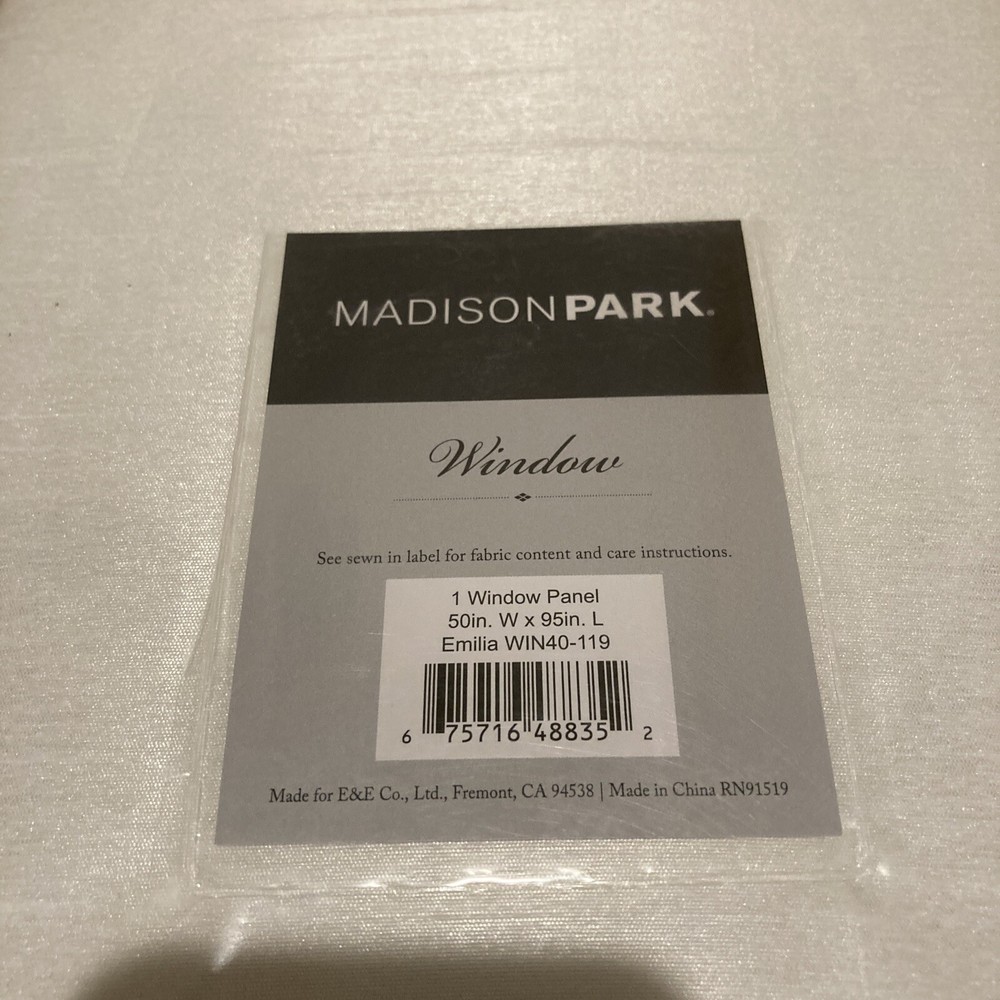 MADISONPARK®
Window
See sewn in label for fabric content and care instructions.
1 Window Panel
50in. W x 95in. L
Emilia WIN40-119
6 75716 48835 2
Made for E&E Co., Ltd., Fremont, CA 94538 | Made in China RN91519